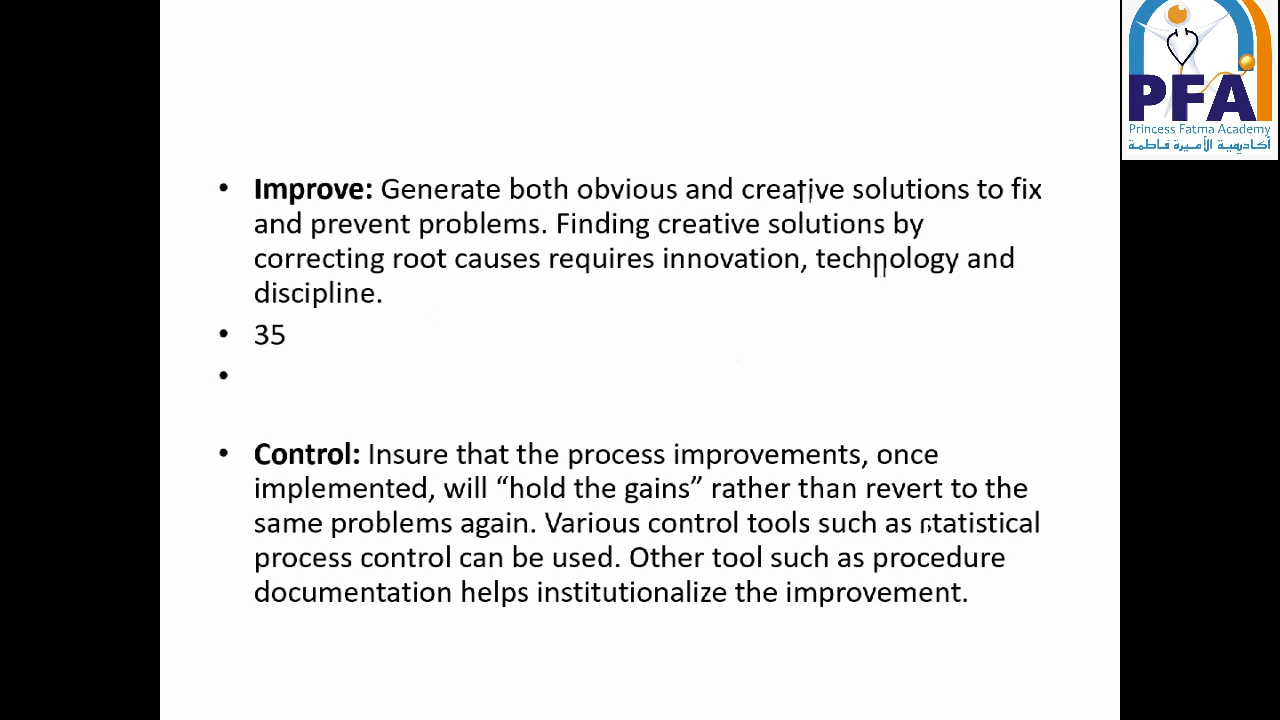 PFA
Princess Fatma Academy
أكاديمية الأميرة فاطمة
• Improve: Generate both obvious and creative solutions to fix
and prevent problems. Finding creative solutions by
correcting root causes requires innovation, technology and
discipline.
• 35
•
• Control: Insure that the process improvements, once
implemented, will “hold the gains” rather than revert to the
same problems again. Various control tools such as statistical
process control can be used. Other tool such as procedure
documentation helps institutionalize the improvement.